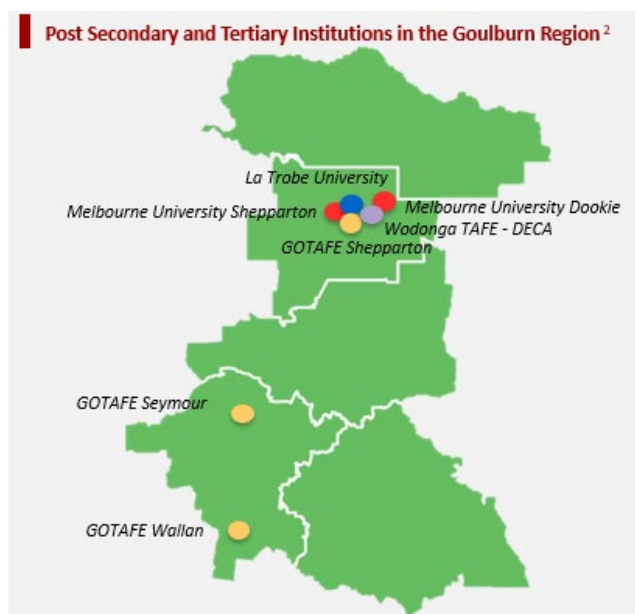 Post Secondary and Tertiary Institutions in the Goulburn Region 2
La Trobe University
Melbourne University Shepparton
Melbourne University Dookie
Wodonga TAFE - DECA
GOTAFE Shepparton
GOTAFE Seymour
GOTAFE Wallan